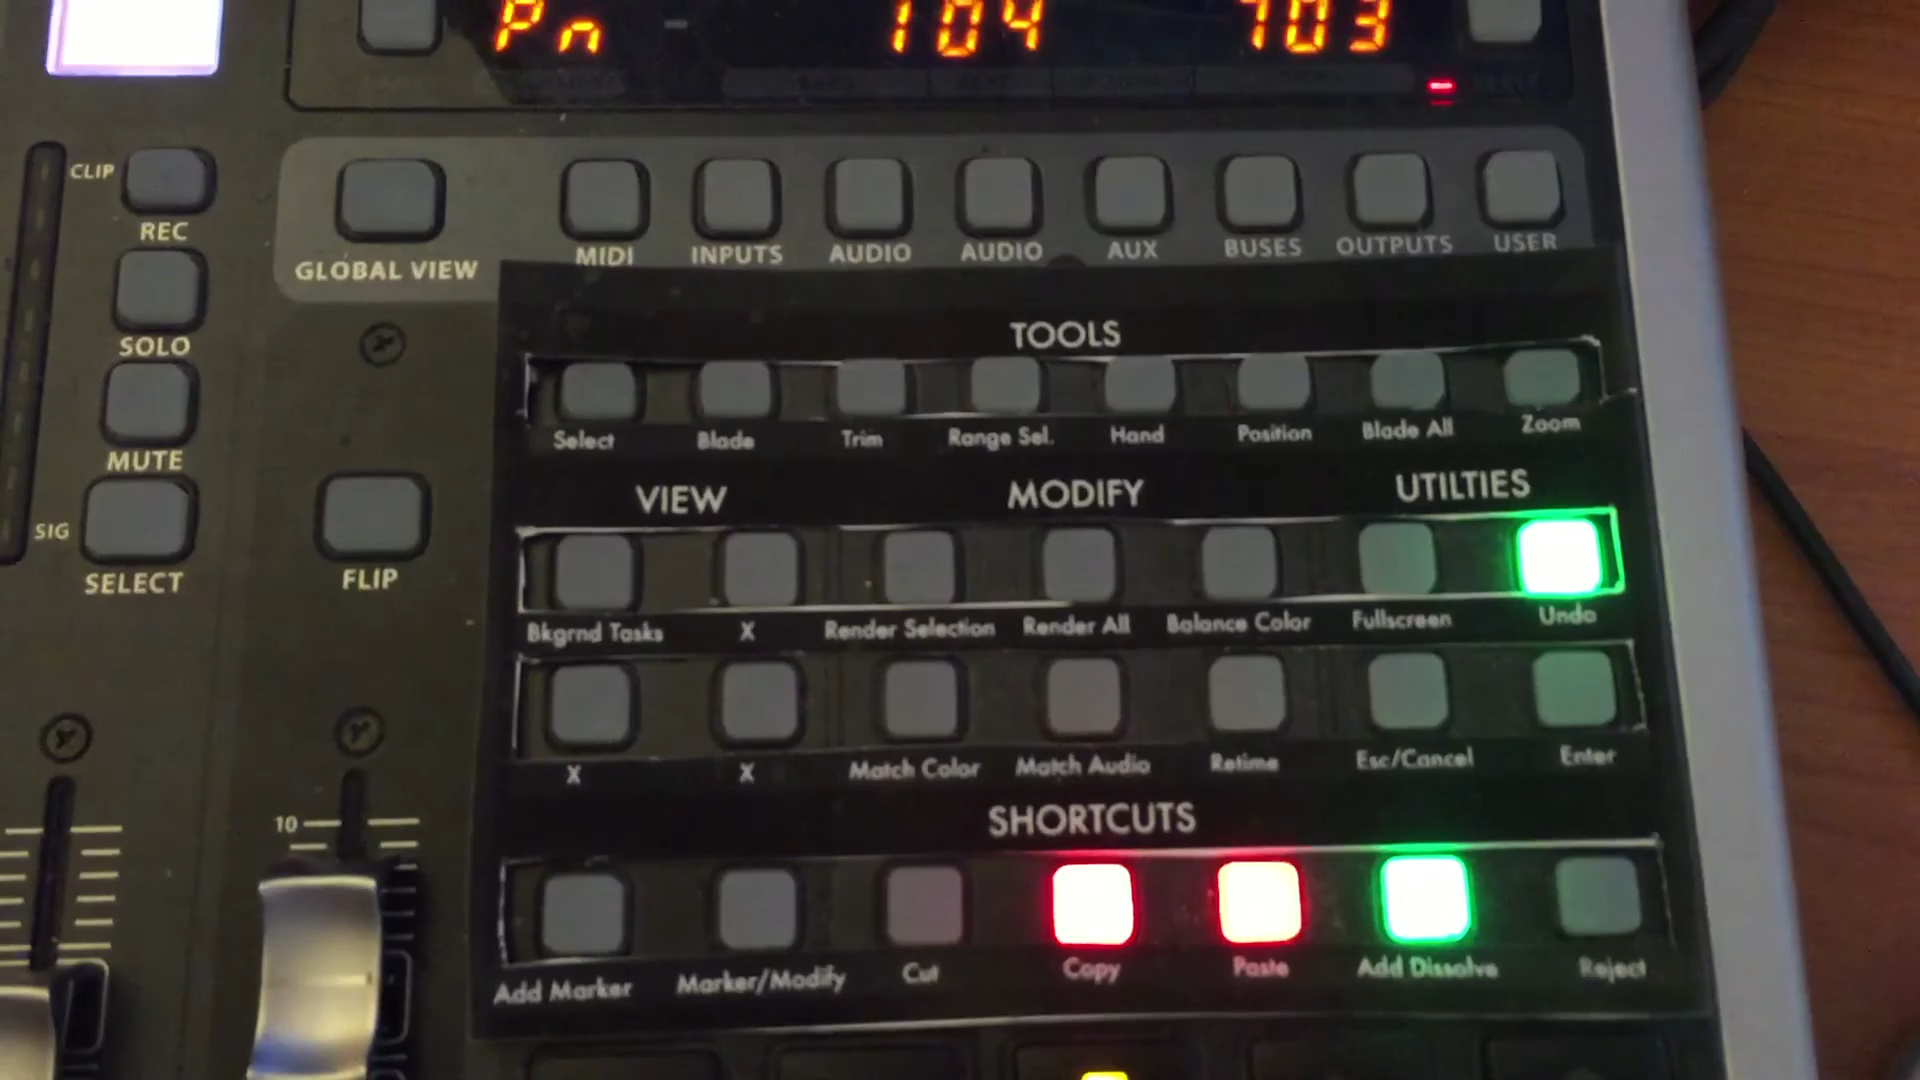 Pn 104 703
CLIP
REC
SOLO
MUTE
SIG
SELECT
GLOBAL VIEW
MIDI INPUTS AUDIO AUDIO AUX BUSES OUTPUTS USER
FLIP
10
TOOLS
Select Blade Trim Range Sel. Hand Position Blade All Zoom
VIEW MODIFY UTILTIES
Bkgrnd Tasks X Render Selection Render All Balance Color Fullscreen Undo
X X Match Color Match Audio Retime Esc/Cancel Enter
SHORTCUTS
Add Marker Marker/Modify Cut Copy Paste Add Dissolve Reject